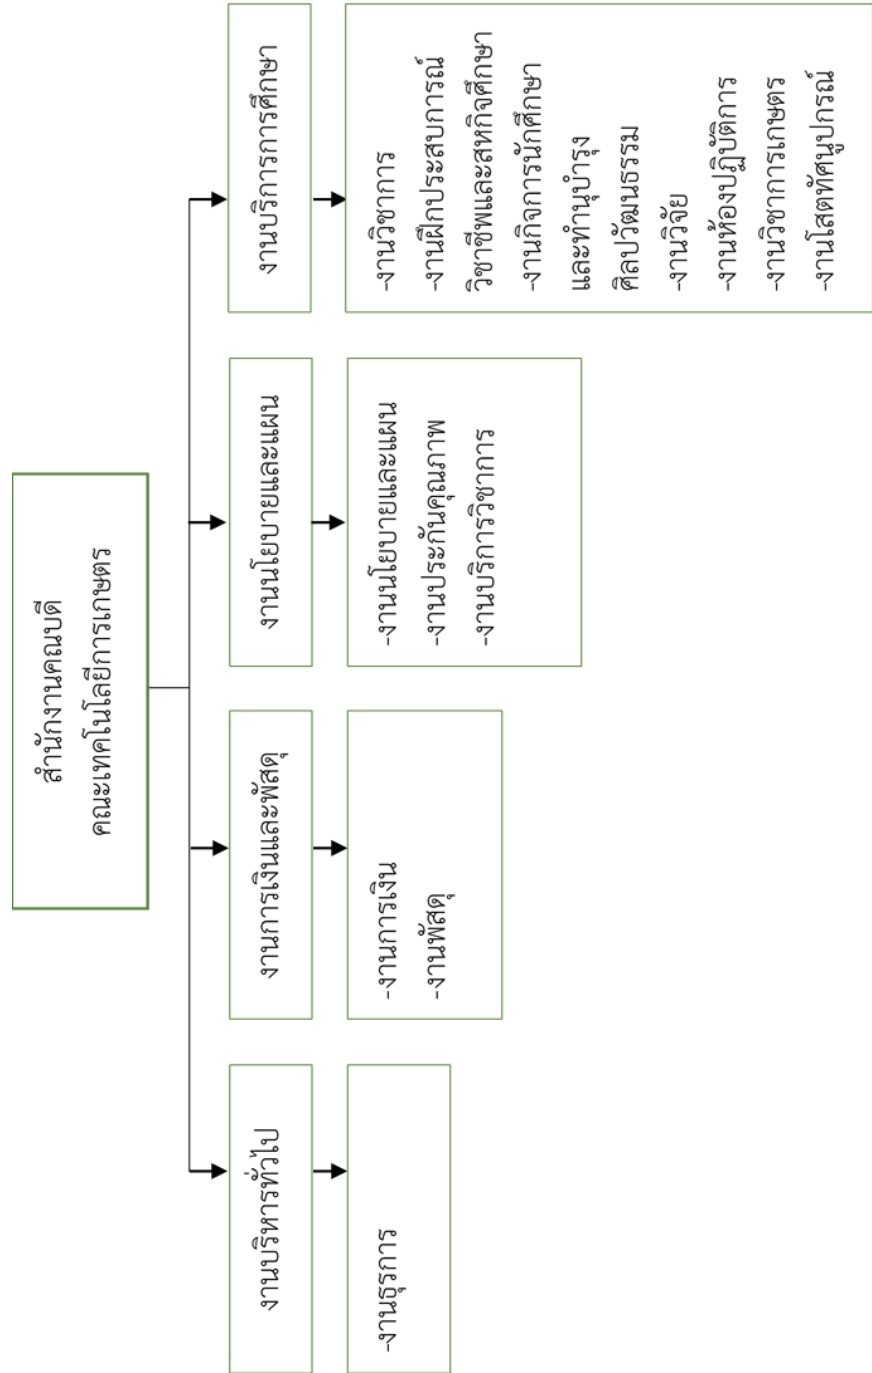 สำนักงานคณบดี
คณะเทคโนโลยีการเกษตร
งานบริหารทั่วไป
งานการเงินและพัสดุ
งานนโยบายและแผน
งานบริการการศึกษา
-งานธุรการ
-งานการเงิน
-งานพัสดุ
-งานนโยบายและแผน
-งานประกันคุณภาพ
-งานบริการวิชาการ
-งานวิชาการ
-งานฝึกประสบการณ์
วิชาชีพและสหกิจศึกษา
-งานกิจการนักศึกษา
และทำนุบำรุง
ศิลปวัฒนธรรม
-งานวิจัย
-งานห้องปฏิบัติการ
-งานวิชาการเกษตร
-งานโสตทัศนูปกรณ์